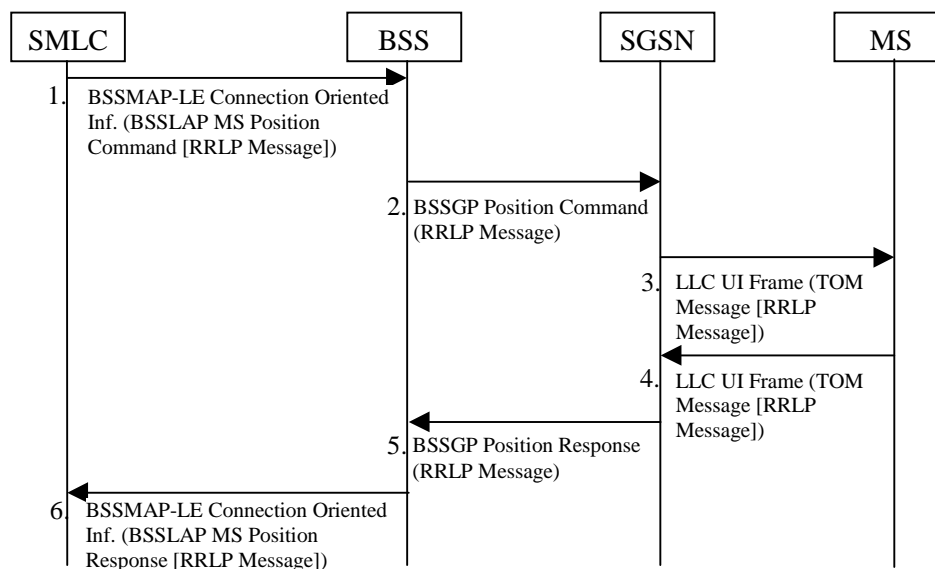 SMLC
BSS
SGSN
MS
1. BSSMAP-LE Connection Oriented
Inf. (BSSLAP MS Position
Command [RRLP Message])
2. BSSGP Position Command
(RRLP Message)
3. LLC UI Frame (TOM
Message [RRLP
Message])
4. LLC UI Frame (TOM
Message [RRLP
Message])
5. BSSGP Position Response
(RRLP Message)
6. BSSMAP-LE Connection Oriented
Inf. (BSSLAP MS Position
Response [RRLP Message])